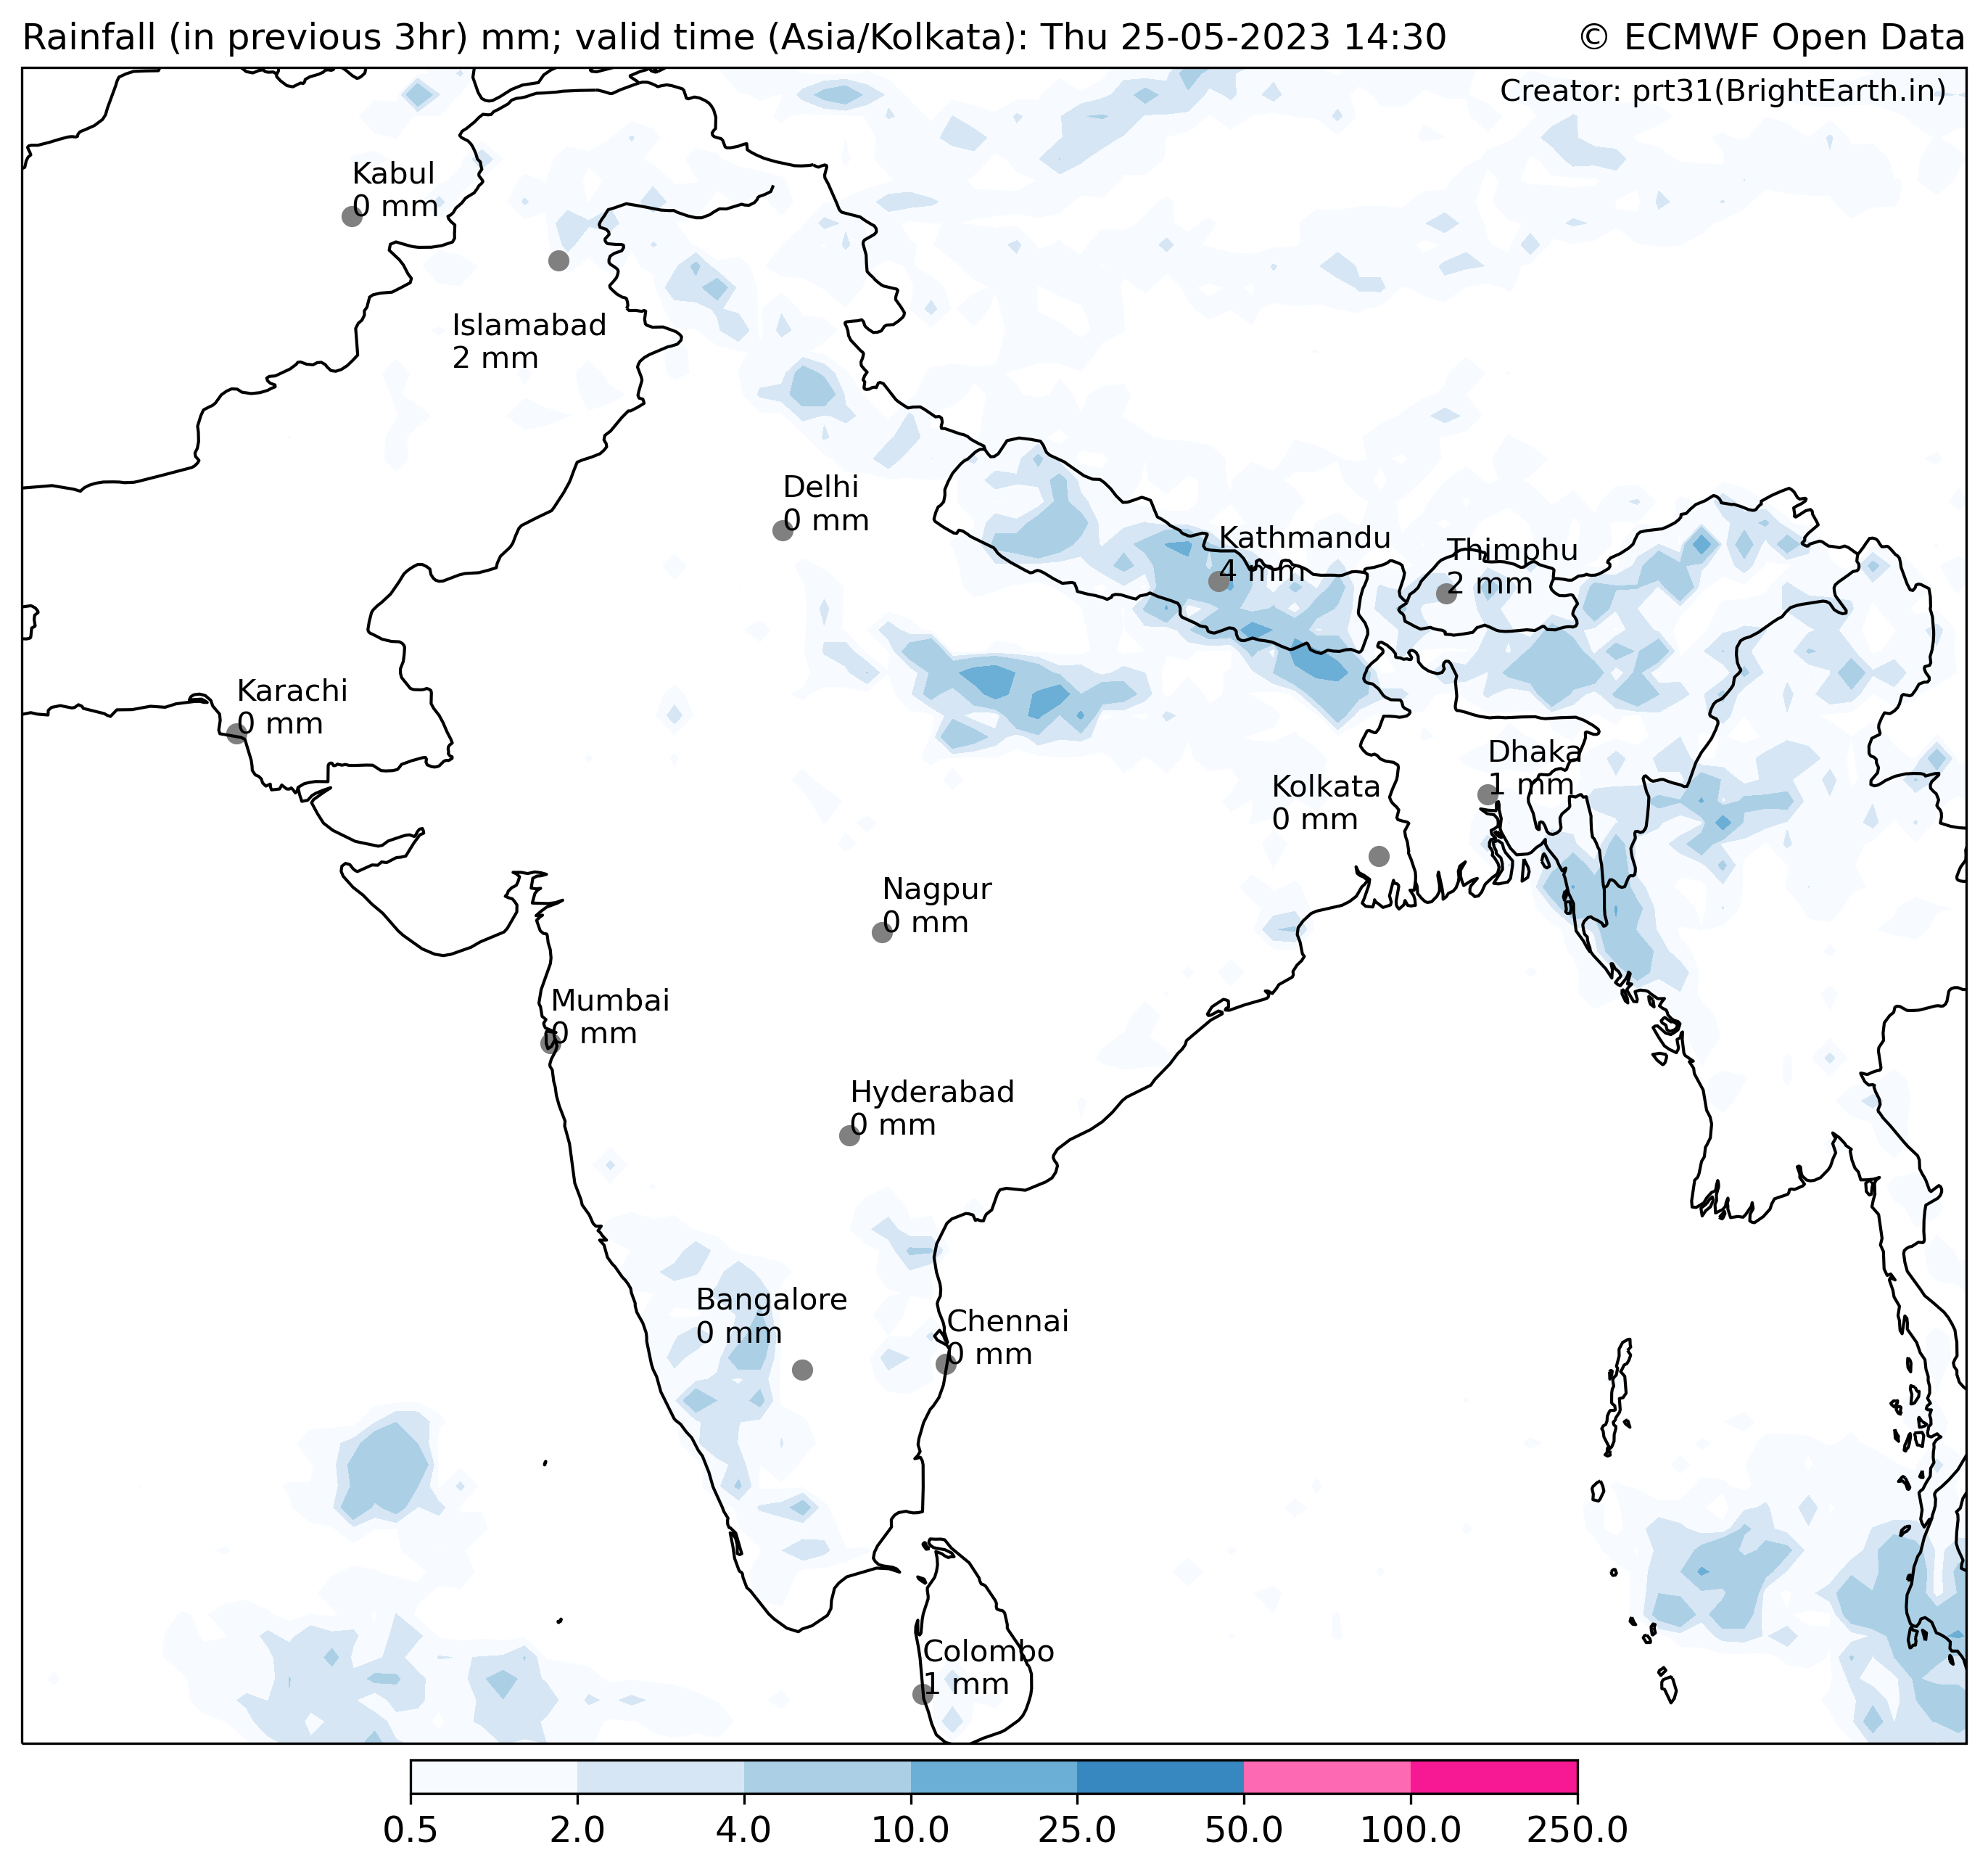 Rainfall (in previous 3hr) mm; valid time (Asia/Kolkata): Thu 25-05-2023 14:30
© ECMWF Open Data
Creator: prt31(BrightEarth.in)
Kabul
0 mm
Islamabad
2 mm
Delhi
0 mm
Kathmandu
4 mm
Thimphu
2 mm
Karachi
0 mm
Dhaka
1 mm
Kolkata
0 mm
Nagpur
0 mm
Mumbai
0 mm
Hyderabad
0 mm
Bangalore
0 mm
Chennai
0 mm
Colombo
1 mm
0.5 2.0 4.0 10.0 25.0 50.0 100.0 250.0